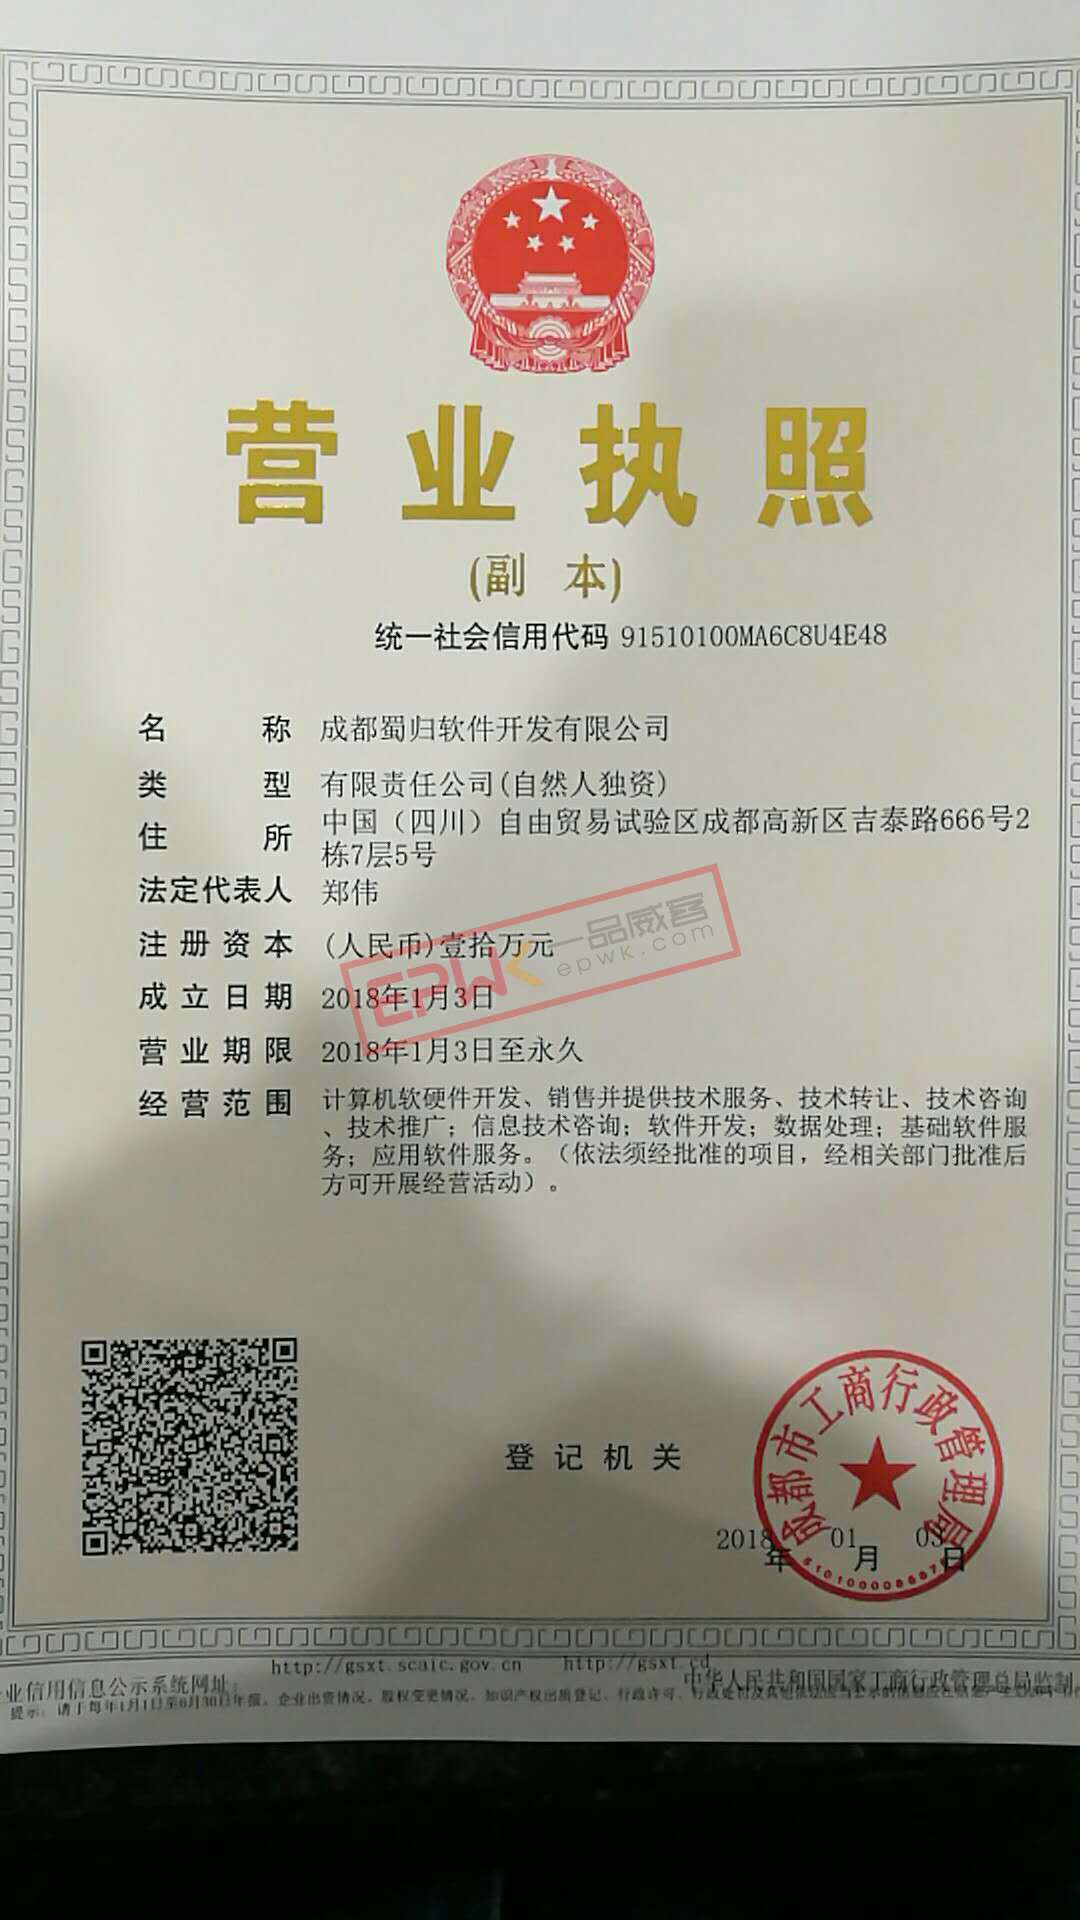 营业执照
(副 本)
统一社会信用代码 91510100MA6C8U4E48
名 称 成都蜀归软件开发有限公司
类 型 有限责任公司(自然人独资)
住 所 中国（四川）自由贸易试验区成都高新区吉泰路666号2
栋7层5号
法定代表人 郑伟
注册资本 (人民币)壹拾万元
成立日期 2018年1月3日
营业期限 2018年1月3日至永久
经营范围 计算机软硬件开发、销售并提供技术服务、技术转让、技术咨询
、技术推广；信息技术咨询；软件开发；数据处理；基础软件服
务；应用软件服务。（依法须经批准的项目，经相关部门批准后
方可开展经营活动）。
EPWK 一品威客
epwk.com
登记机关
成都市工商行政管理局
2018年 01月 03日
http://gsxt.scaic.gov.cn http://gsxt.cd
业信用信息公示系统网址:
中华人民共和国国家工商行政管理总局监制
提示: 请于每年1月1日至6月30日年报。企业出资情况、股权变更情况、知识产权出质登记、行政许可、行政处罚